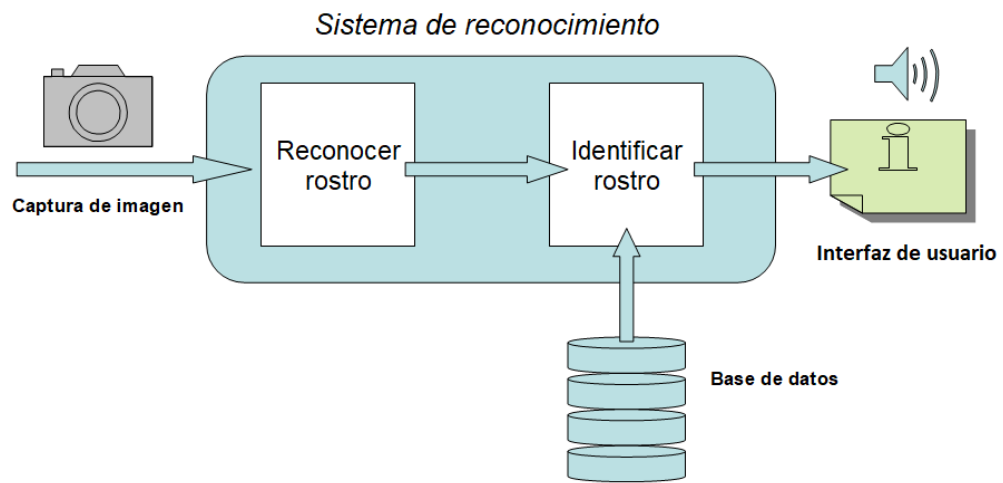 Sistema de reconocimiento
Reconocer
rostro
Identificar
rostro
Captura de imagen
Interfaz de usuario
Base de datos